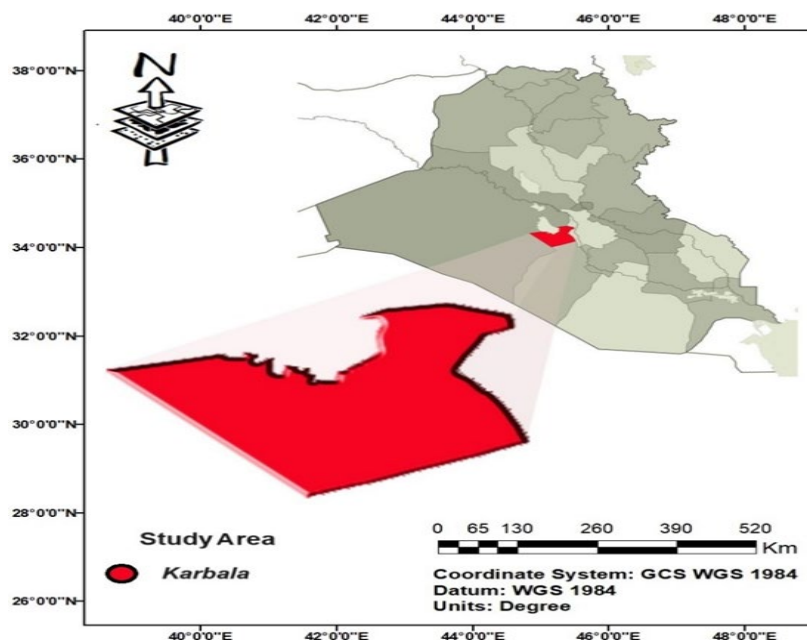 40°0'0"E 42°0'0"E 44°0'0"E 46°0'0"E 48°0'0"E
38°0'0"N
N
36°0'0"N
34°0'0"N
32°0'0"N
30°0'0"N
28°0'0"N
26°0'0"N
Study Area
Karbala
0 65 130 260 390 520
Km
Coordinate System: GCS WGS 1984
Datum: WGS 1984
Units: Degree
40°0'0"E 42°0'0"E 44°0'0"E 46°0'0"E 48°0'0"E